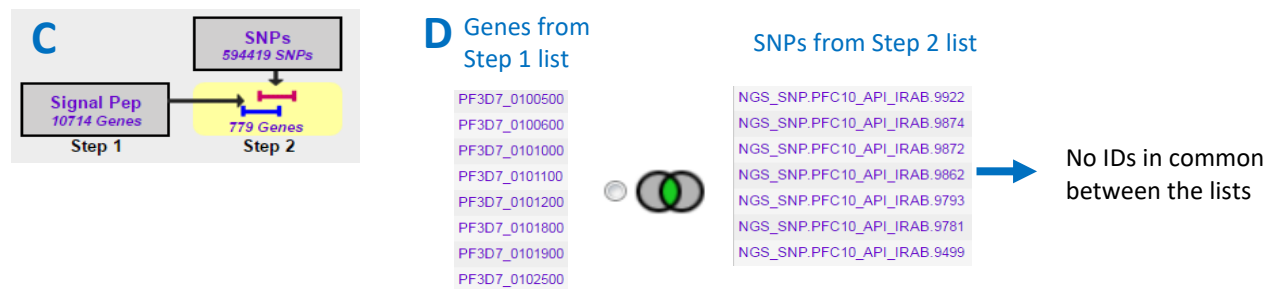 C
SNPs
594419 SNPs
Signal Pep
10714 Genes
779 Genes
Step 1
Step 2
D
Genes from
Step 1 list
SNPs from Step 2 list
PF3D7_0100500
PF3D7_0100600
PF3D7_0101000
PF3D7_0101100
PF3D7_0101200
PF3D7_0101800
PF3D7_0101900
PF3D7_0102500
NGS_SNP.PFC10_API_IRAB.9922
NGS_SNP.PFC10_API_IRAB.9874
NGS_SNP.PFC10_API_IRAB.9872
NGS_SNP.PFC10_API_IRAB.9862
NGS_SNP.PFC10_API_IRAB.9793
NGS_SNP.PFC10_API_IRAB.9781
NGS_SNP.PFC10_API_IRAB.9499
No IDs in common
between the lists